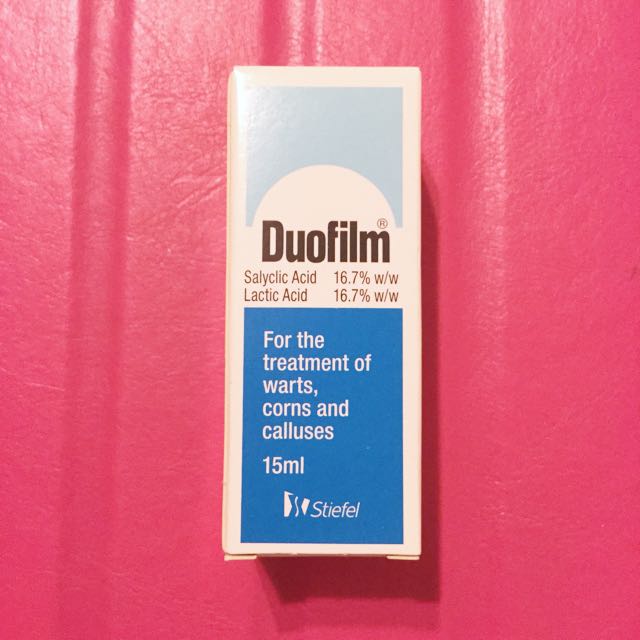 Duofilm®
Salyclic Acid 16.7% w/w
Lactic Acid 16.7% w/w
For the
treatment of
warts,
corns and
calluses
15ml
Stiefel